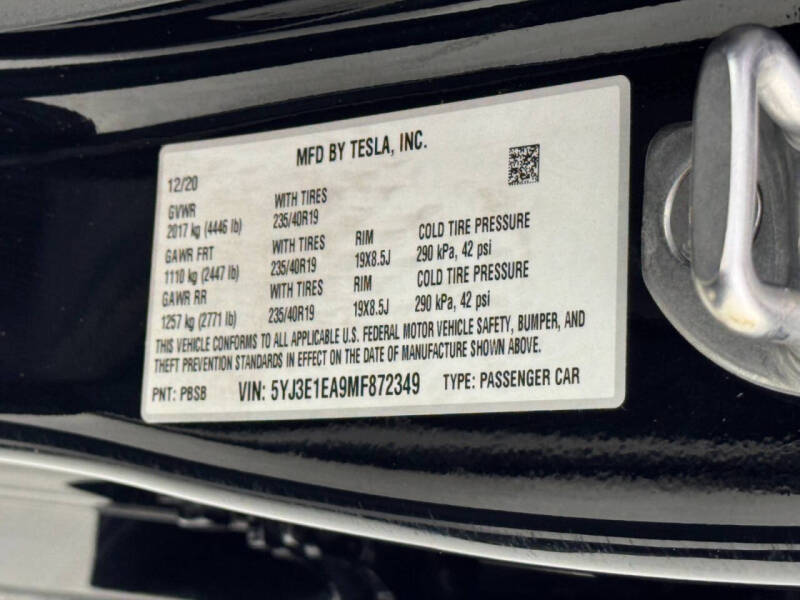 MFD BY TESLA, INC.
12/20
GVWR WITH TIRES
2017 kg (4446 lb) 235/40R19
GAWR FRT WITH TIRES RIM COLD TIRE PRESSURE
1110 kg (2447 lb) 235/40R19 19X8.5J 290 kPa, 42 psi
GAWR RR WITH TIRES RIM COLD TIRE PRESSURE
1257 kg (2771 lb) 235/40R19 19X8.5J 290 kPa, 42 psi
THIS VEHICLE CONFORMS TO ALL APPLICABLE U.S. FEDERAL MOTOR VEHICLE SAFETY, BUMPER, AND
THEFT PREVENTION STANDARDS IN EFFECT ON THE DATE OF MANUFACTURE SHOWN ABOVE.
PNT: PBSB VIN: 5YJ3E1EA9MF872349 TYPE: PASSENGER CAR